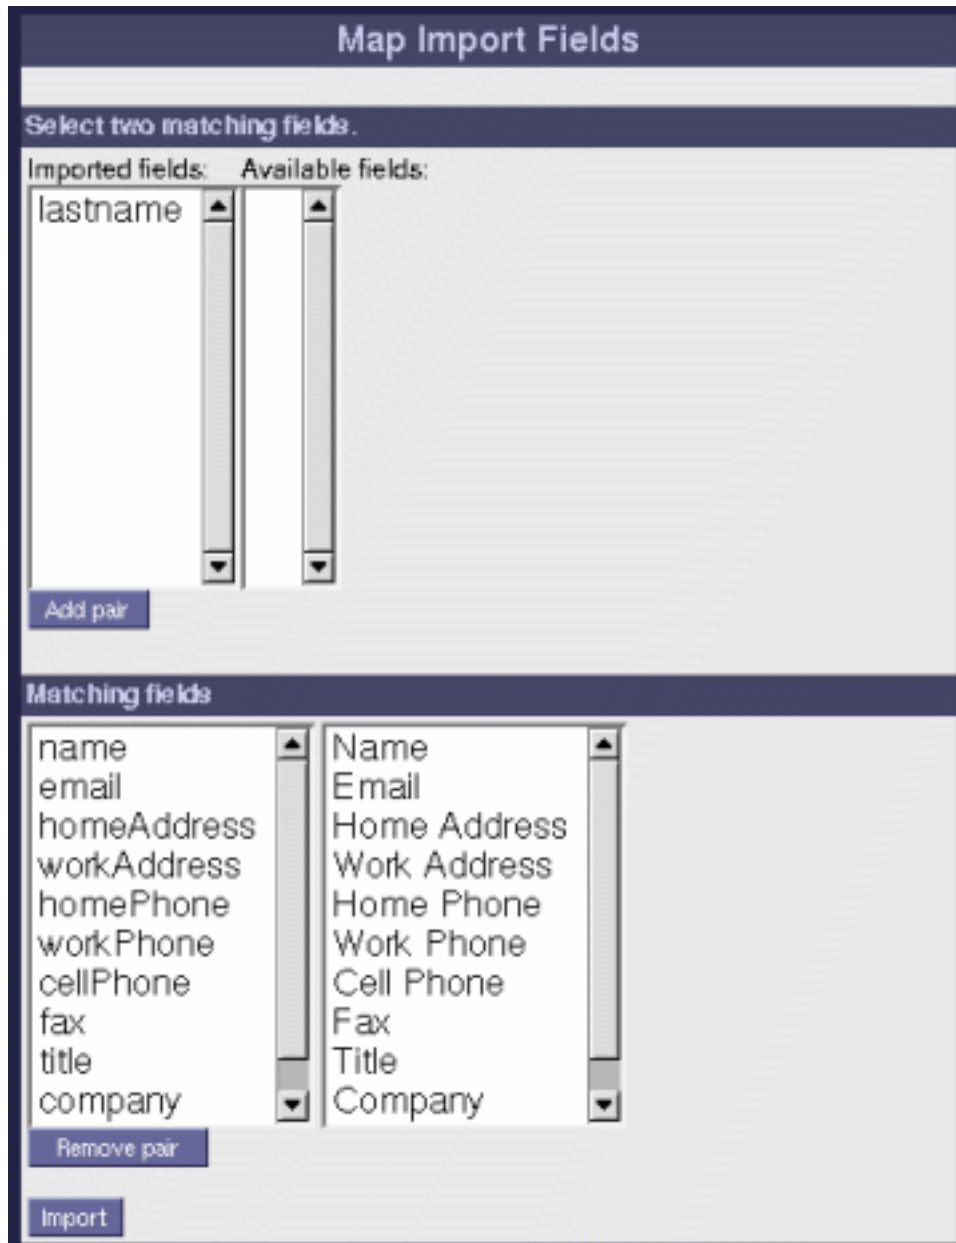 Map Import Fields
Select two matching fields.
Imported fields: Available fields:
lastname
Add pair
Matching fields
name Name
email Email
homeAddress Home Address
workAddress Work Address
homePhone Home Phone
workPhone Work Phone
cellPhone Cell Phone
fax Fax
title Title
company Company
Remove pair
Import